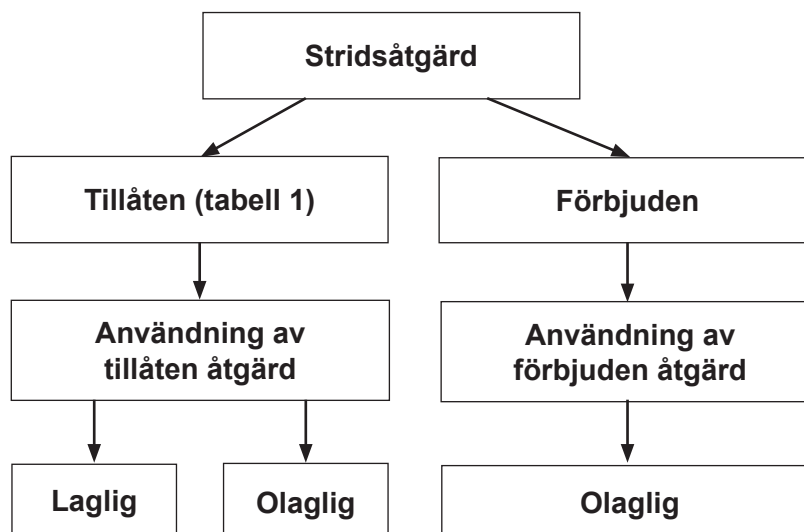 Stridsåtgärd
Tillåten (tabell 1)
Förbjuden
Användning av
tillåten åtgärd
Användning av
förbjuden åtgärd
Laglig
Olaglig
Olaglig